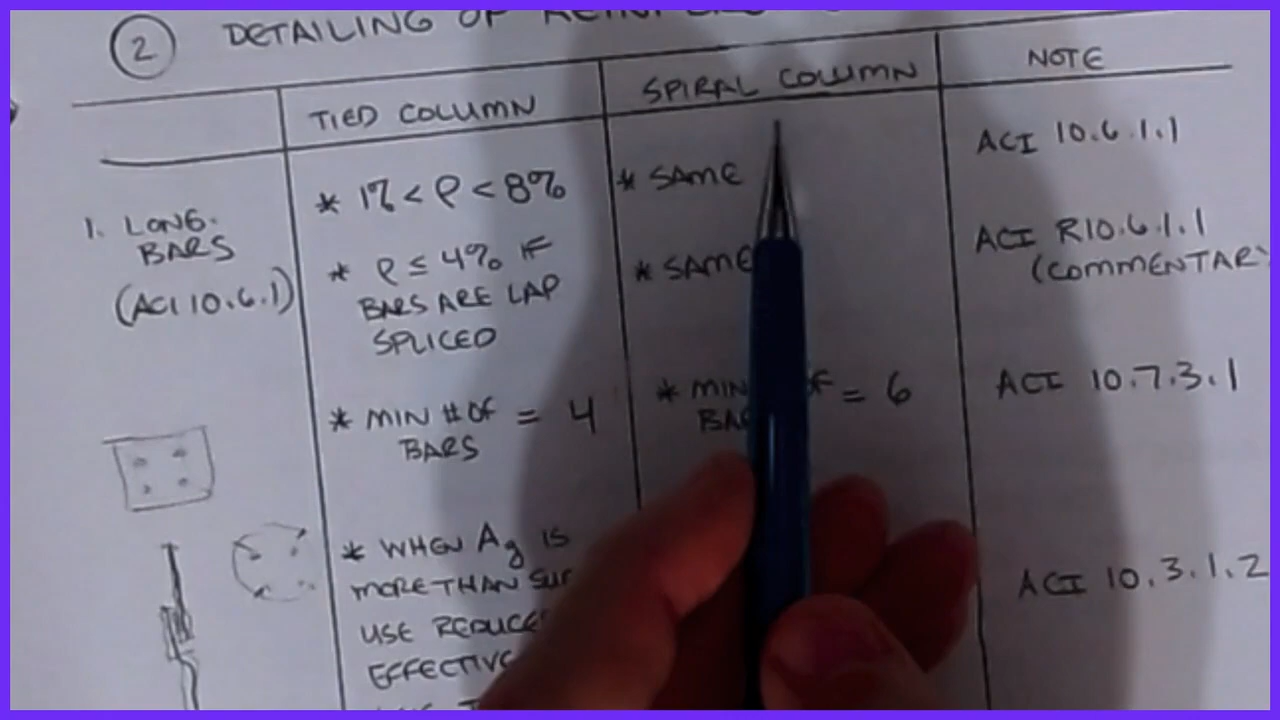 2 DETAILING OF
TIED COLUMN
SPIRAL COLUMN
NOTE
1. LONG.
BARS
(ACI 10.6.1)
* 1% < ρ < 8%
* SAME
ACI 10.6.1.1
* ρ ≤ 4% IF
BARS ARE LAP
SPLICED
* SAME
ACI R10.6.1.1
(COMMENTAR
* MIN # OF = 4
BARS
* MIN = 6
ACI 10.7.3.1
* WHEN Ag IS
MORE THAN
USE
EFFECTIVE
ACI 10.3.1.2